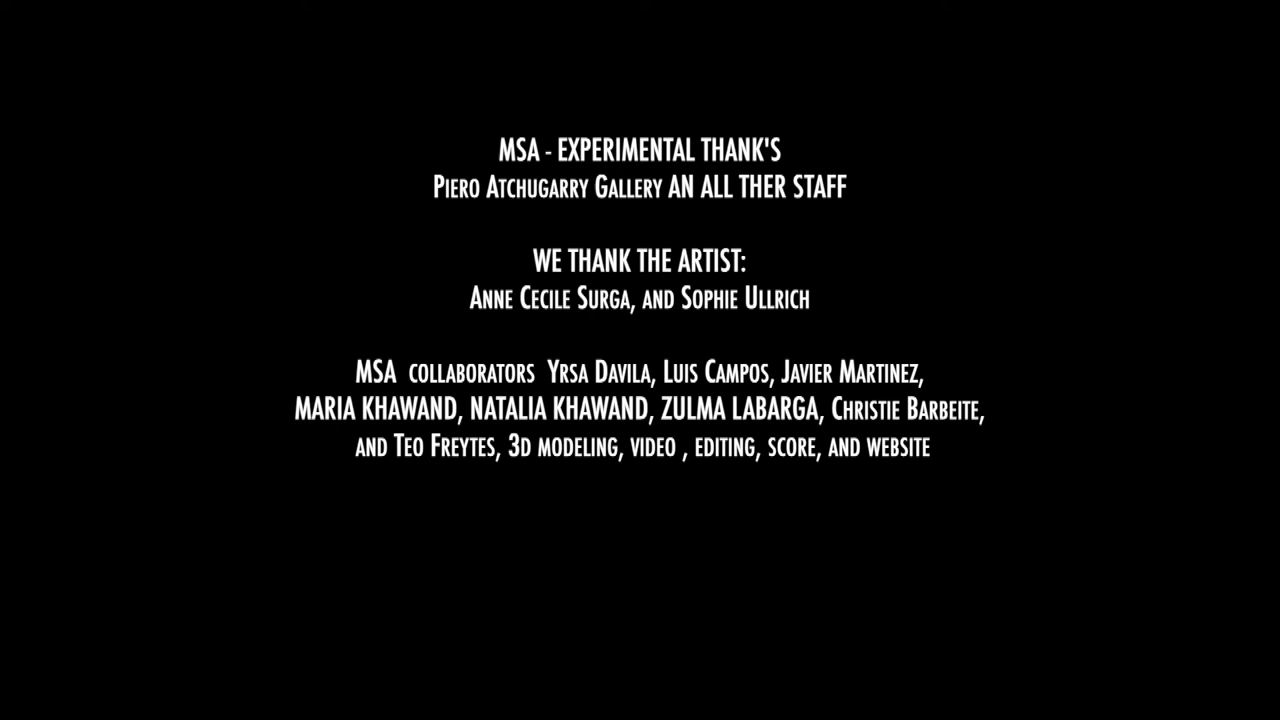 MSA - EXPERIMENTAL THANK'S
PIERO ATCHUGARRY GALLERY AN ALL THER STAFF
WE THANK THE ARTIST:
ANNE CECILE SURGA, AND SOPHIE ULLRICH
MSA COLLABORATORS YRSA DAVILA, LUIS CAMPOS, JAVIER MARTINEZ,
MARIA KHAWAND, NATALIA KHAWAND, ZULMA LABARGA, CHRISTIE BARBEITE,
AND TEO FREYTES, 3D MODELING, VIDEO , EDITING, SCORE, AND WEBSITE